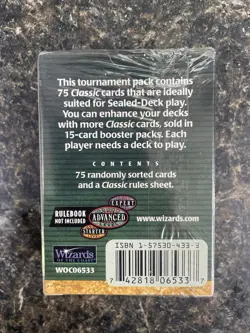 This tournament pack contains
75 Classic cards that are ideally
suited for Sealed-Deck play.
You can enhance your decks
with more Classic cards, sold in
15-card booster packs. Each
player needs a deck to play.
CONTENTS
75 randomly sorted cards
and a Classic rules sheet.
RULEBOOK
NOT INCLUDED
EXPERT
ADVANCED
STARTER
www.wizards.com
Wizards
OF THE COAST
WOC06533
ISBN 1-57530-433-3
7 42818 06533 7